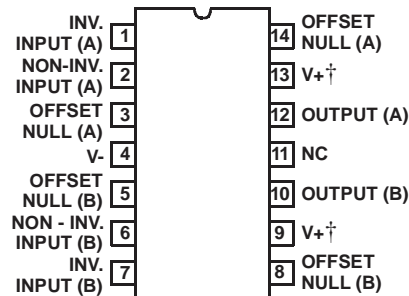 INV.
INPUT (A)
1
NON-INV.
INPUT (A)
2
OFFSET
NULL (A)
3
V-
4
OFFSET
NULL (B)
5
NON - INV.
INPUT (B)
6
INV.
INPUT (B)
7
14
OFFSET
NULL (A)
13
V+†
12
OUTPUT (A)
11
NC
10
OUTPUT (B)
9
V+†
8
OFFSET
NULL (B)